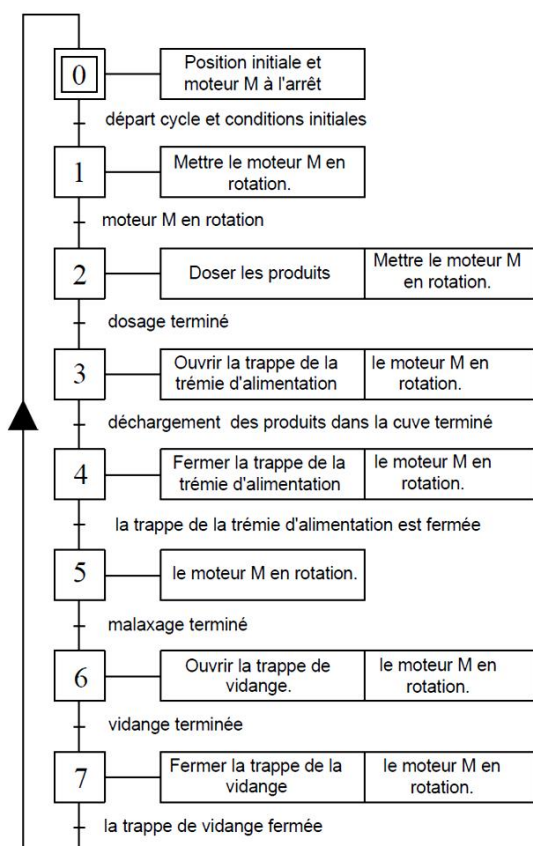 0
Position initiale et
moteur M à l'arrêt
départ cycle et conditions initiales
1
Mettre le moteur M en
rotation.
moteur M en rotation
2
Doser les produits
Mettre le moteur M
en rotation.
dosage terminé
3
Ouvrir la trappe de la
trémie d'alimentation
le moteur M en
rotation.
déchargement des produits dans la cuve terminé
4
Fermer la trappe de la
trémie d'alimentation
le moteur M en
rotation.
la trappe de la trémie d'alimentation est fermée
5
le moteur M en rotation.
malaxage terminé
6
Ouvrir la trappe de
vidange.
le moteur M en
rotation.
vidange terminée
7
Fermer la trappe de la
vidange
le moteur M en
rotation.
la trappe de vidange fermée